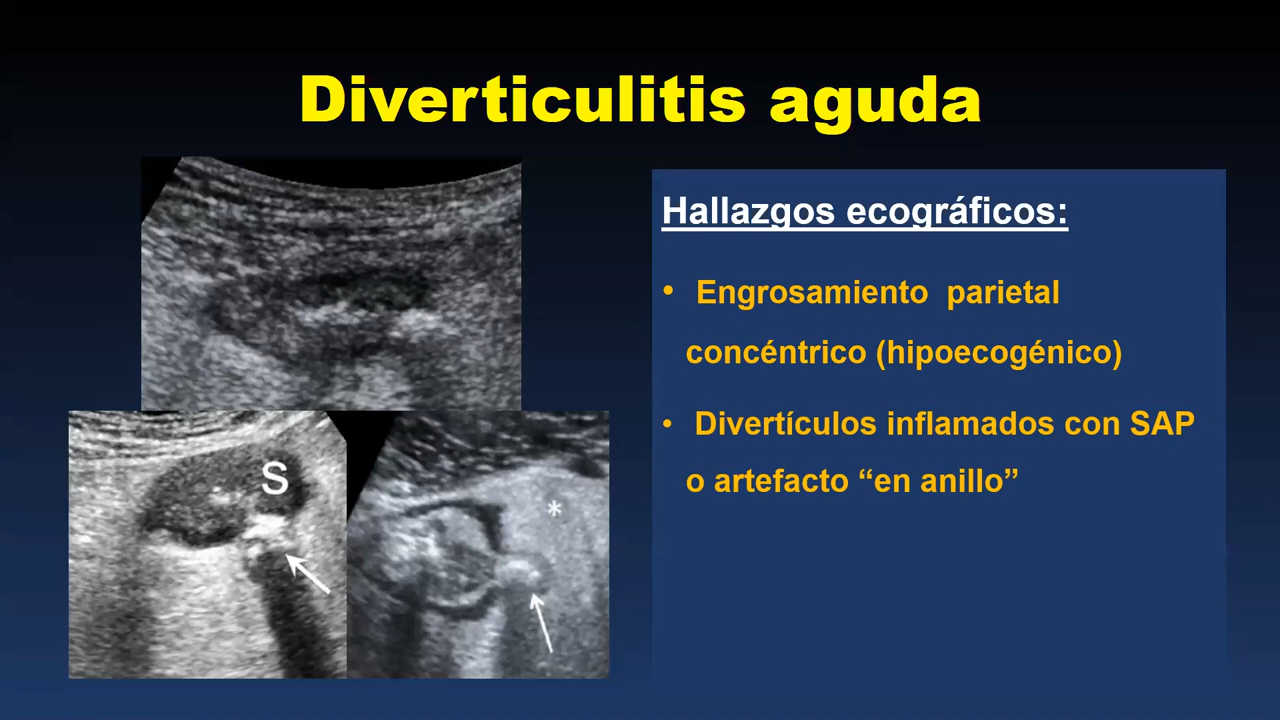 Diverticulitis aguda
Hallazgos ecográficos:
• Engrosamiento parietal
concéntrico (hipoecogénico)
• Divertículos inflamados con SAP
o artefacto “en anillo”
S
*